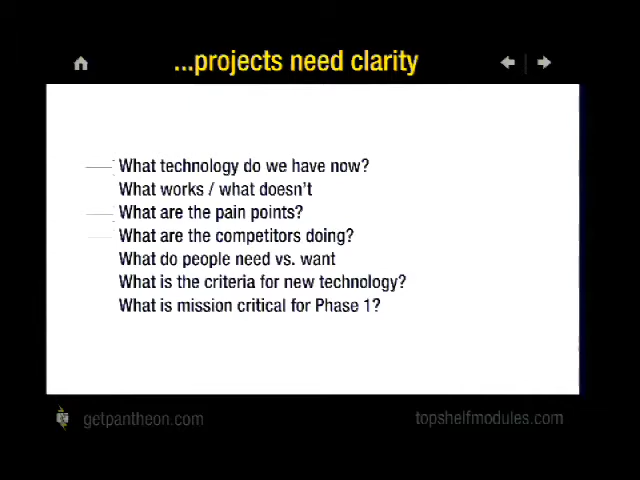 ...projects need clarity
What technology do we have now?
What works / what doesn't
What are the pain points?
What are the competitors doing?
What do people need vs. want
What is the criteria for new technology?
What is mission critical for Phase 1?
getpantheon.com
topshelfmodules.com